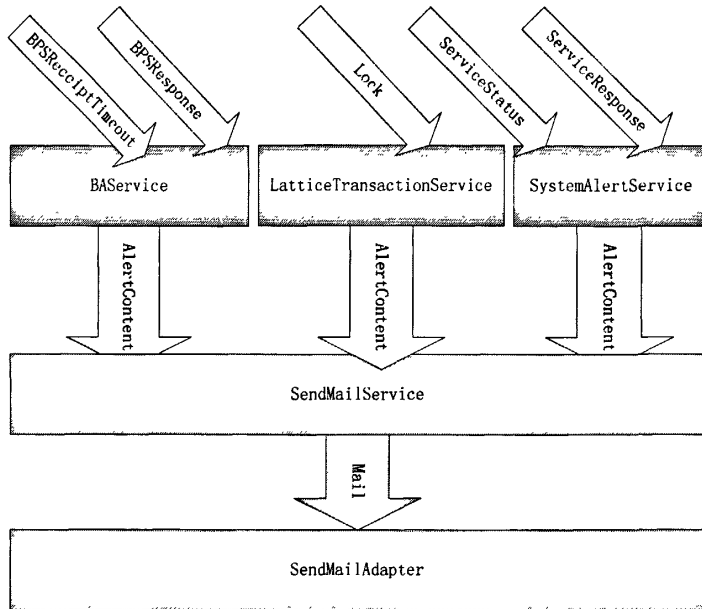 BPSReceiptTimeout
BPSResponse
Lock
ServiceStatus
ServiceResponse
BAService
LatticeTransactionService
SystemAlertService
AlertContent
AlertContent
AlertContent
SendMailService
Mail
SendMailAdapter